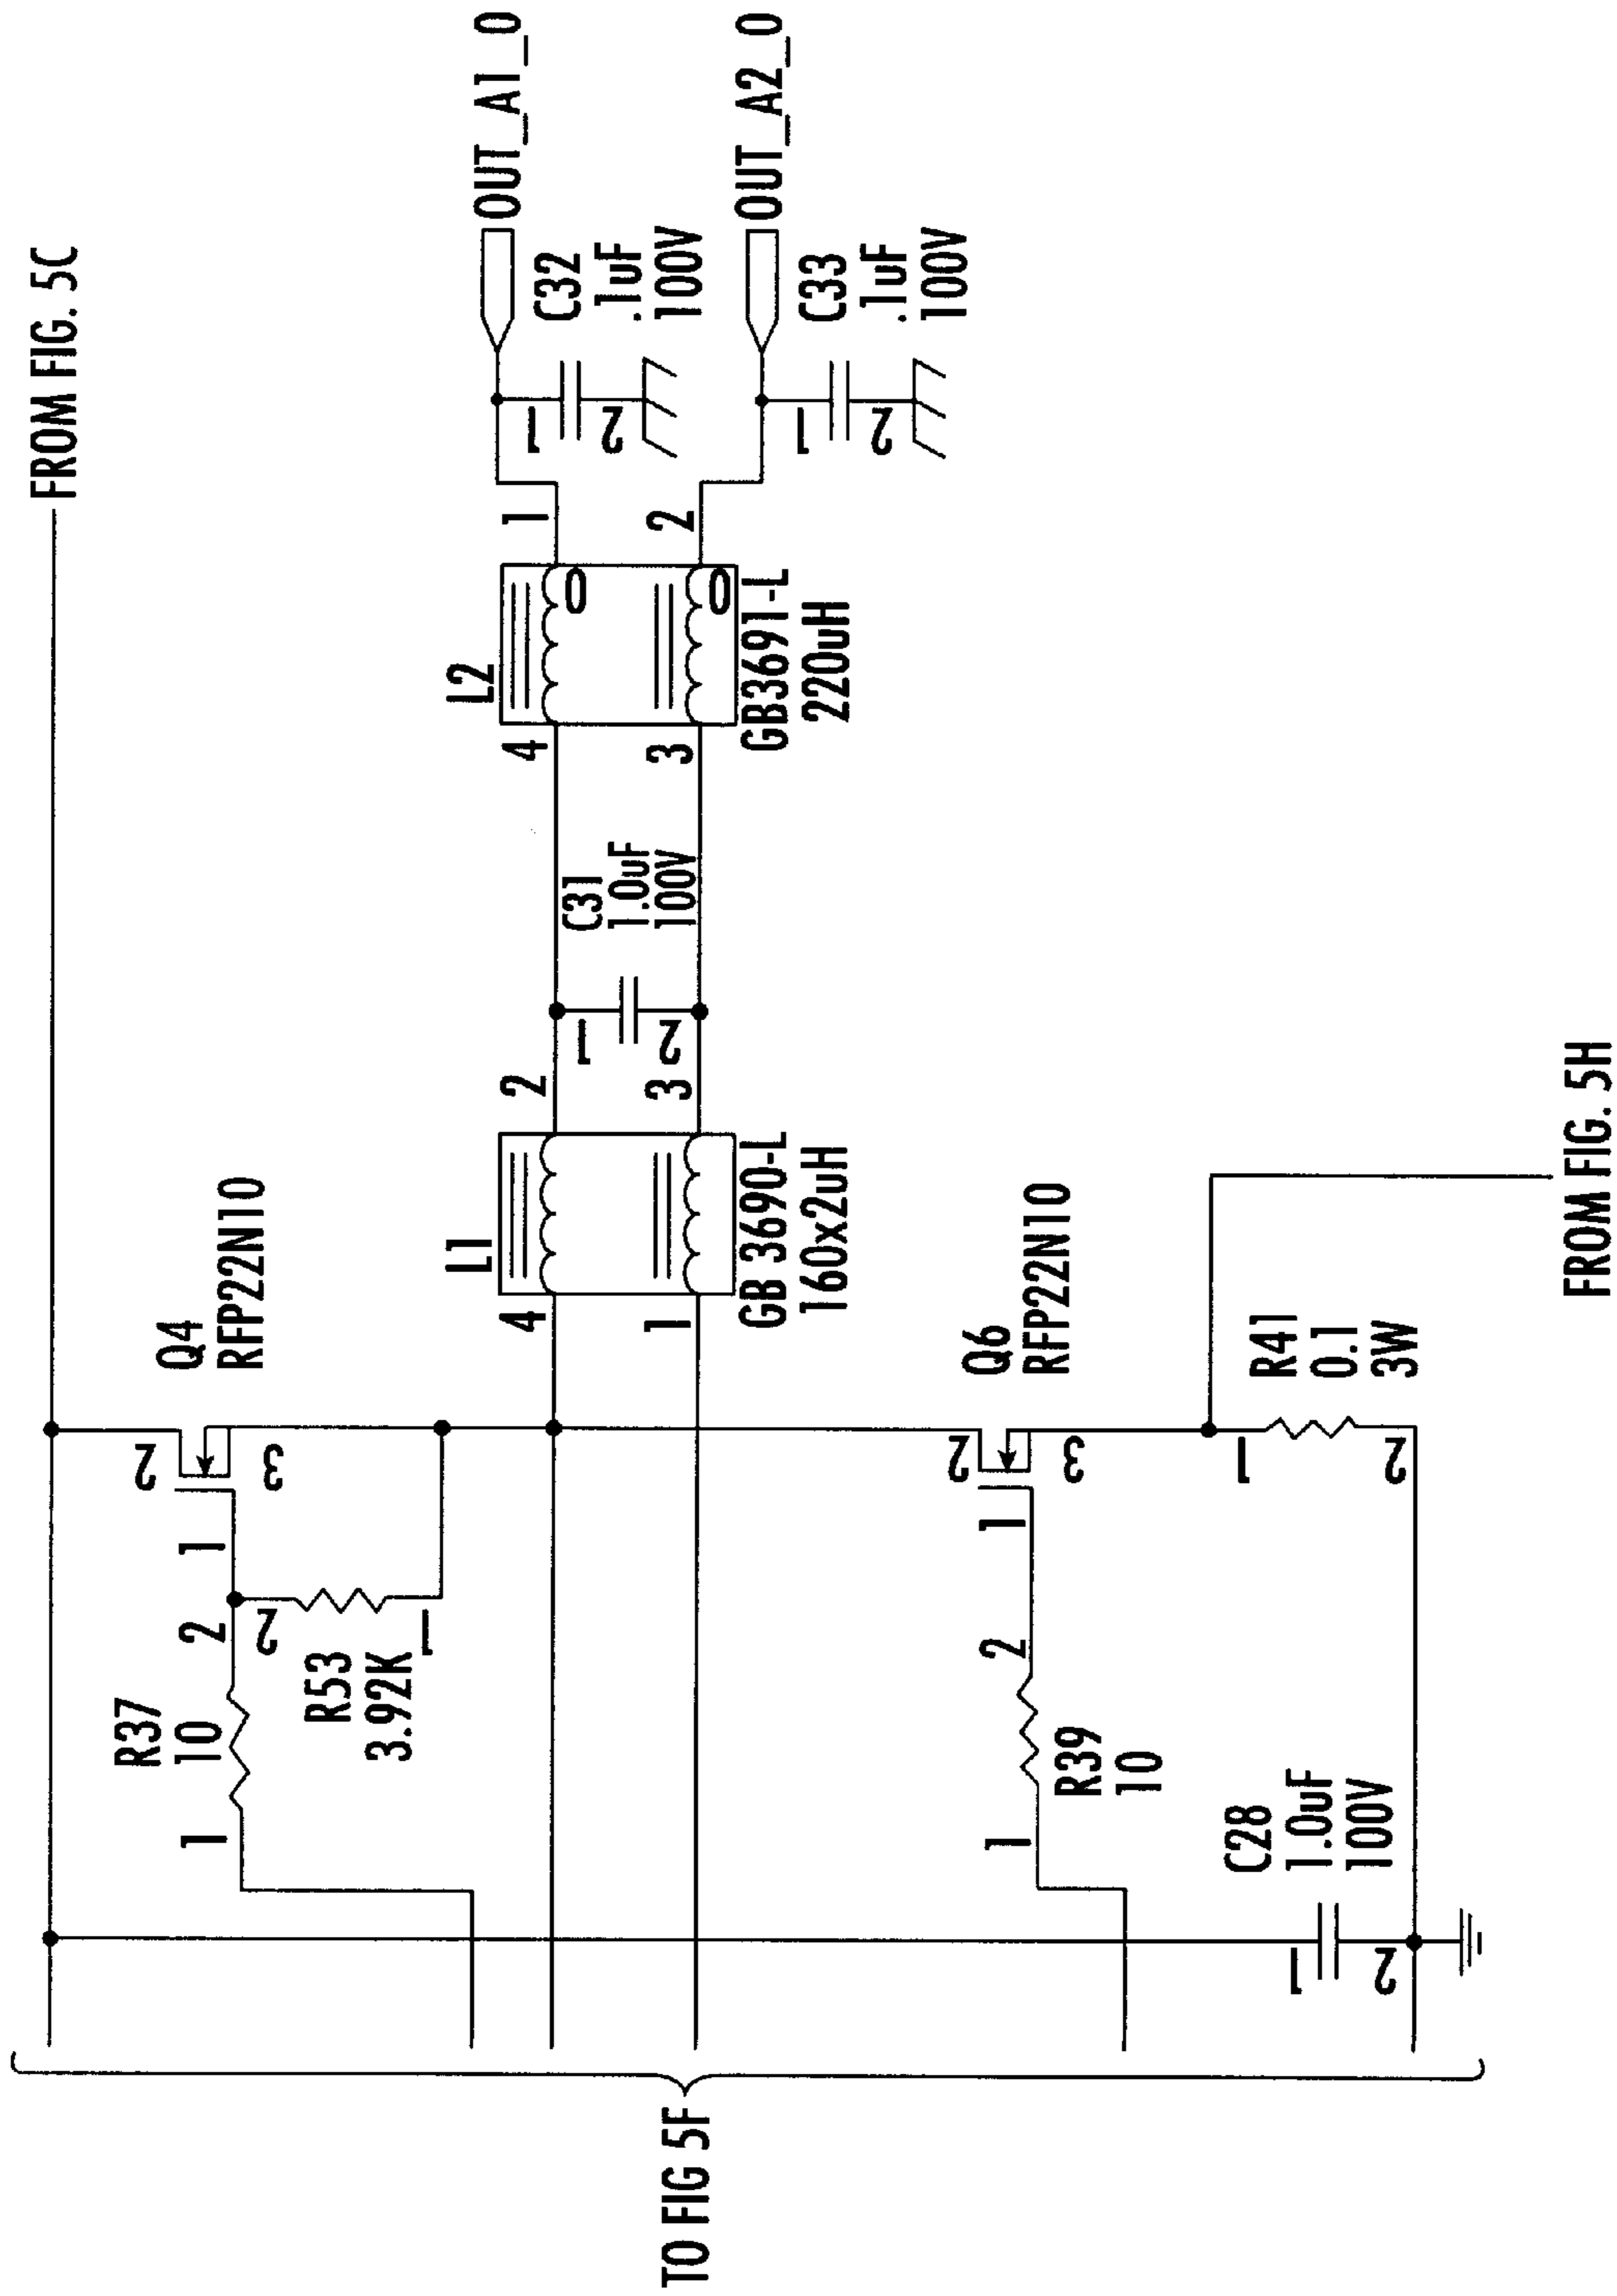 FROM FIG. 5C
OUT_A1_0
C32
.1uF
100V
1
2
OUT_A2_0
C33
.1uF
100V
1
2
L2
4
1
0
3
2
0
GB3691-L
220uH
C31
1.0uF
100V
1
2
L1
4
2
1
3
GB 3690-L
160x2uH
Q4
RFP22N10
2
3
1
R37
10
1
2
R53
3.92K
2
1
Q6
RFP22N10
2
3
1
R39
10
1
2
R41
0.1
3W
1
2
C28
1.0uF
100V
1
2
FROM FIG. 5H
TO FIG 5F